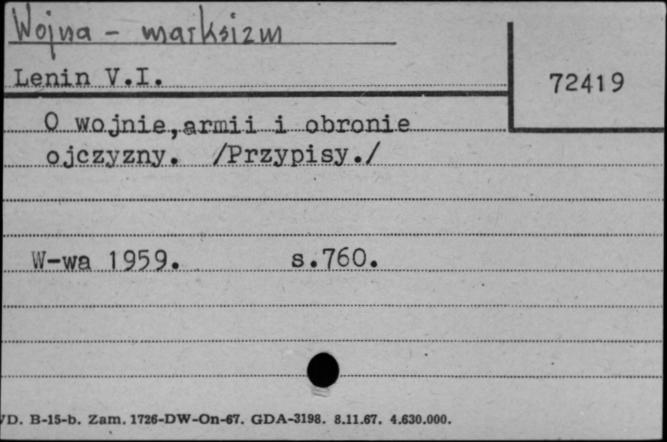 Wojna - marksizm
Lenin V.I.
72419
O wojnie,armii i obronie
ojczyzny. /Przypisy./
W-wa 1959. s.760.
VD. B-15-b. Zam. 1726-DW-On-67. GDA-3198. 8.11.67. 4.630.000.